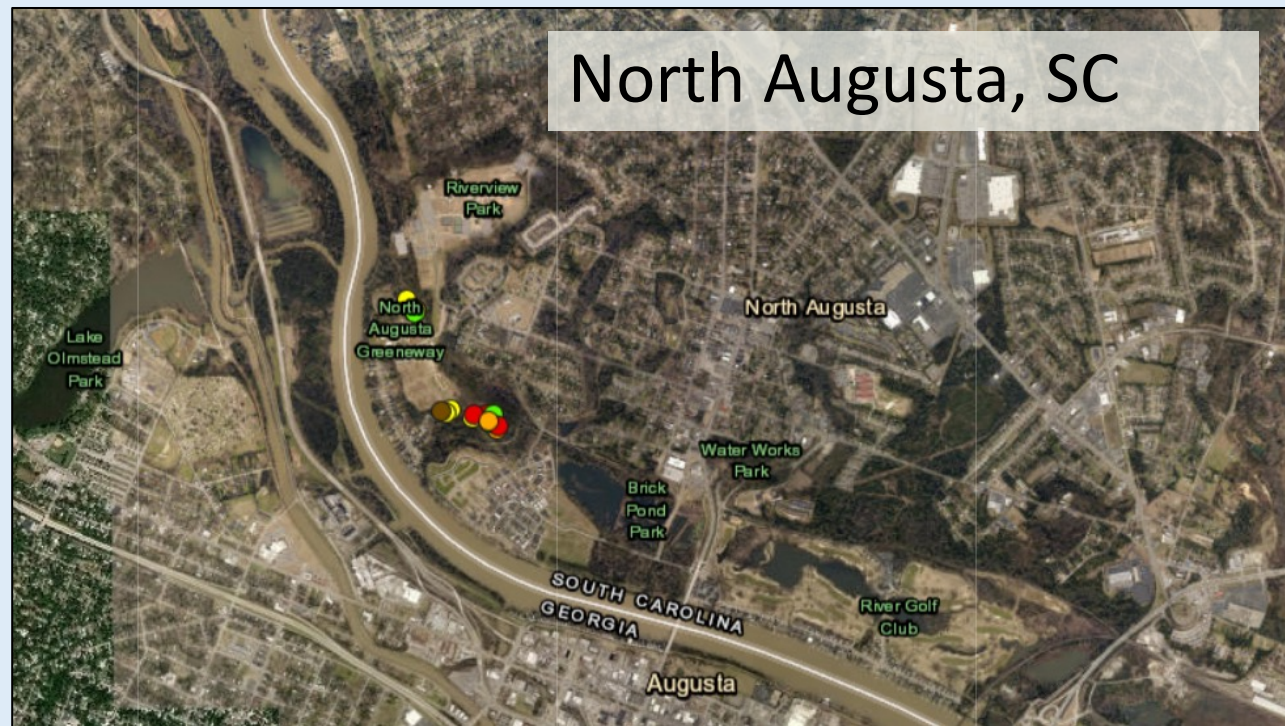 North Augusta, SC
Riverview
Park
North
Augusta
Greeneway
North Augusta
Lake
Olmstead
Park
Water Works
Park
Brick
Pond
Park
SOUTH CAROLINA
GEORGIA
River Golf
Club
Augusta